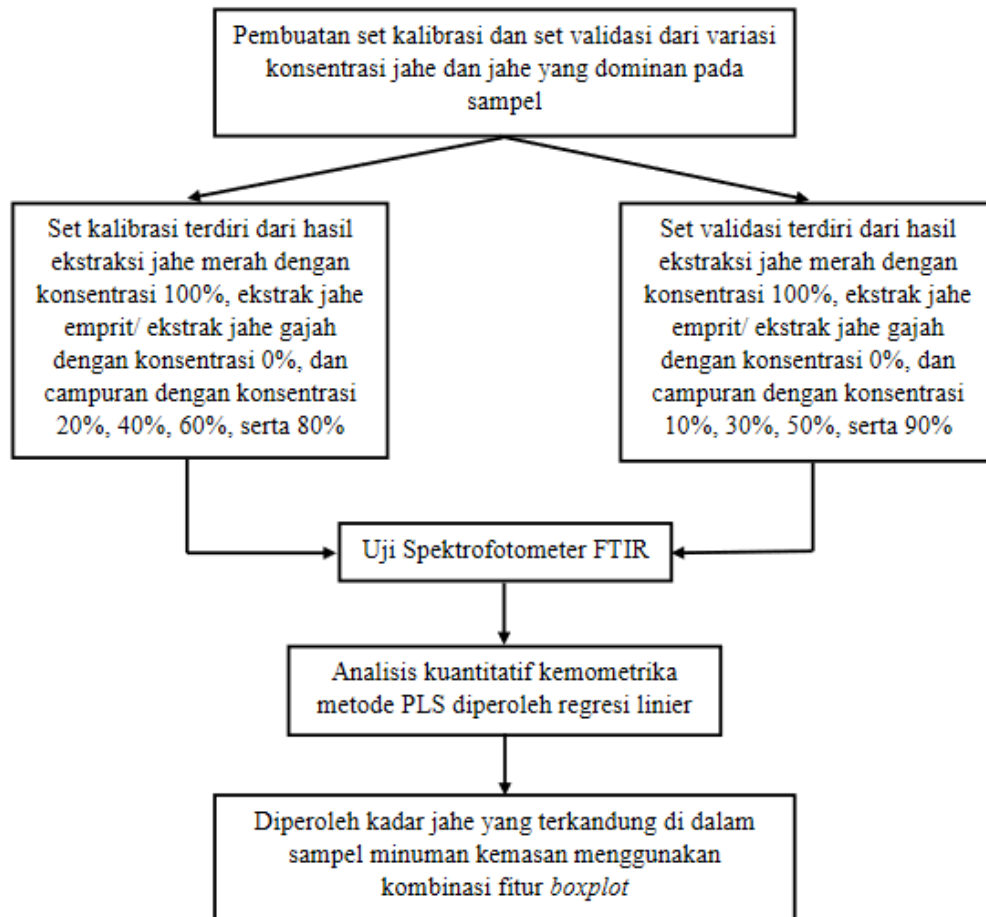 Pembuatan set kalibrasi dan set validasi dari variasi
konsentrasi jahe dan jahe yang dominan pada
sampel
Set kalibrasi terdiri dari hasil
ekstraksi jahe merah dengan
konsentrasi 100%, ekstrak jahe
emprit/ ekstrak jahe gajah
dengan konsentrasi 0%, dan
campuran dengan konsentrasi
20%, 40%, 60%, serta 80%
Set validasi terdiri dari hasil
ekstraksi jahe merah dengan
konsentrasi 100%, ekstrak jahe
emprit/ ekstrak jahe gajah
dengan konsentrasi 0%, dan
campuran dengan konsentrasi
10%, 30%, 50%, serta 90%
Uji Spektrofotometer FTIR
Analisis kuantitatif kemometrika
metode PLS diperoleh regresi linier
Diperoleh kadar jahe yang terkandung di dalam
sampel minuman kemasan menggunakan
kombinasi fitur boxplot